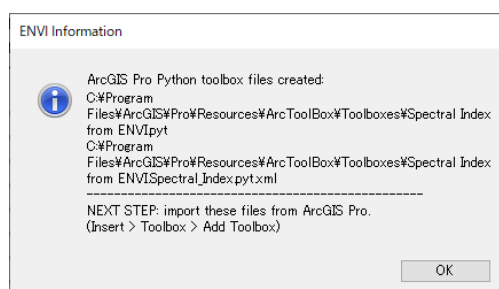 ENVI Information
ArcGIS Pro Python toolbox files created:
C:¥Program
Files¥ArcGIS¥Pro¥Resources¥ArcToolBox¥Toolboxes¥Spectral Index
from ENVI.pyt
C:¥Program
Files¥ArcGIS¥Pro¥Resources¥ArcToolBox¥Toolboxes¥Spectral Index
from ENVI.Spectral_Index.pyt.xml
------------------------------------------------
NEXT STEP: import these files from ArcGIS Pro.
(Insert > Toolbox > Add Toolbox)
OK